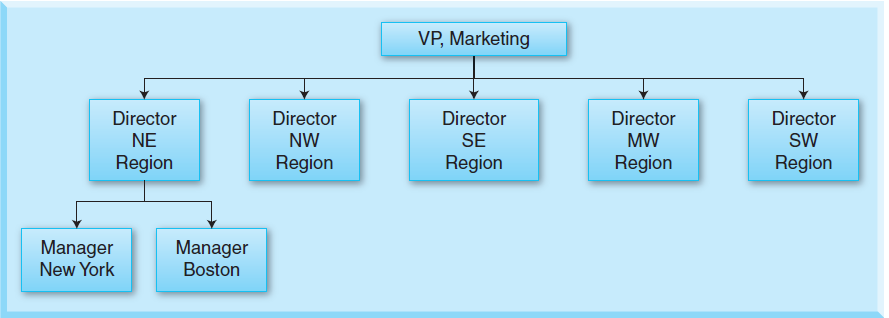 VP, Marketing
Director
NE
Region
Director
NW
Region
Director
SE
Region
Director
MW
Region
Director
SW
Region
Manager
New York
Manager
Boston